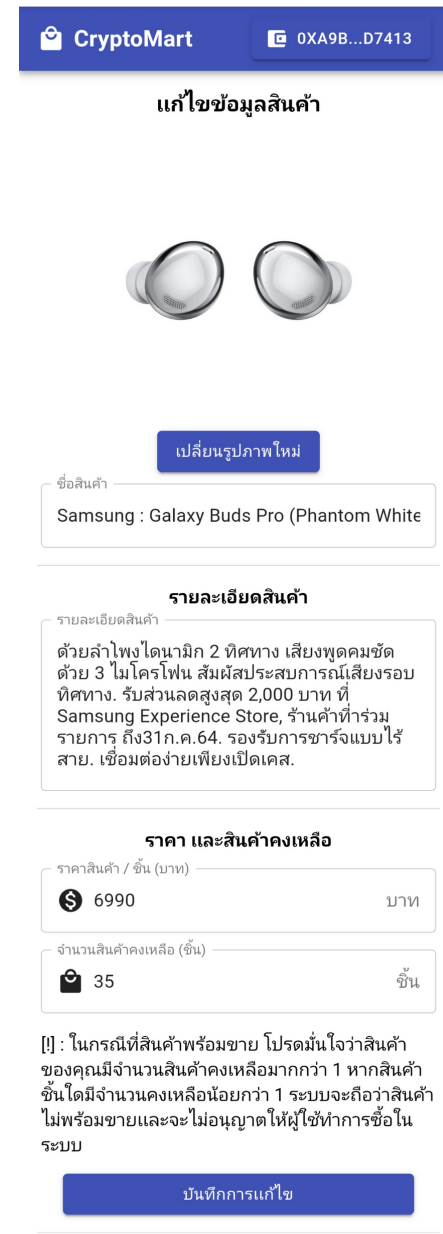 CryptoMart
0XA9B...D7413
แก้ไขข้อมูลสินค้า
เปลี่ยนรูปภาพใหม่
ชื่อสินค้า
Samsung : Galaxy Buds Pro (Phantom White
รายละเอียดสินค้า
รายละเอียดสินค้า
ด้วยลำโพงไดนามิก 2 ทิศทาง เสียงพูดคมชัด
ด้วย 3 ไมโครโฟน สัมผัสประสบการณ์เสียงรอบ
ทิศทาง. รับส่วนลดสูงสุด 2,000 บาท ที่
Samsung Experience Store, ร้านค้าที่าร่วม
รายการ ถึง31ก.ค.64. รองรับการชาร์จแบบไร้
สาย. เชื่อมต่อง่ายเพียงเปิดเคส.
ราคา และสินค้าคงเหลือ
ราคาสินค้า / ชิ้น (บาท)
6990 บาท
จำนวนสินค้าคงเหลือ (ชิ้น)
35 ชิ้น
[!] : ในกรณีที่สินค้าพร้อมขาย โปรดมั่นใจว่าสินค้า
ของคุณมีจำนวนสินค้าคงเหลือมากกว่า 1 หากสินค้า
ชิ้นใดมีจำนวนคงเหลือน้อยกว่า 1 ระบบจะถือว่าสินค้า
ไม่พร้อมขายและจะไม่อนุญาตให้ผู้ใช้ทำการซื้อใน
ระบบ
บันทึกการแก้ไข